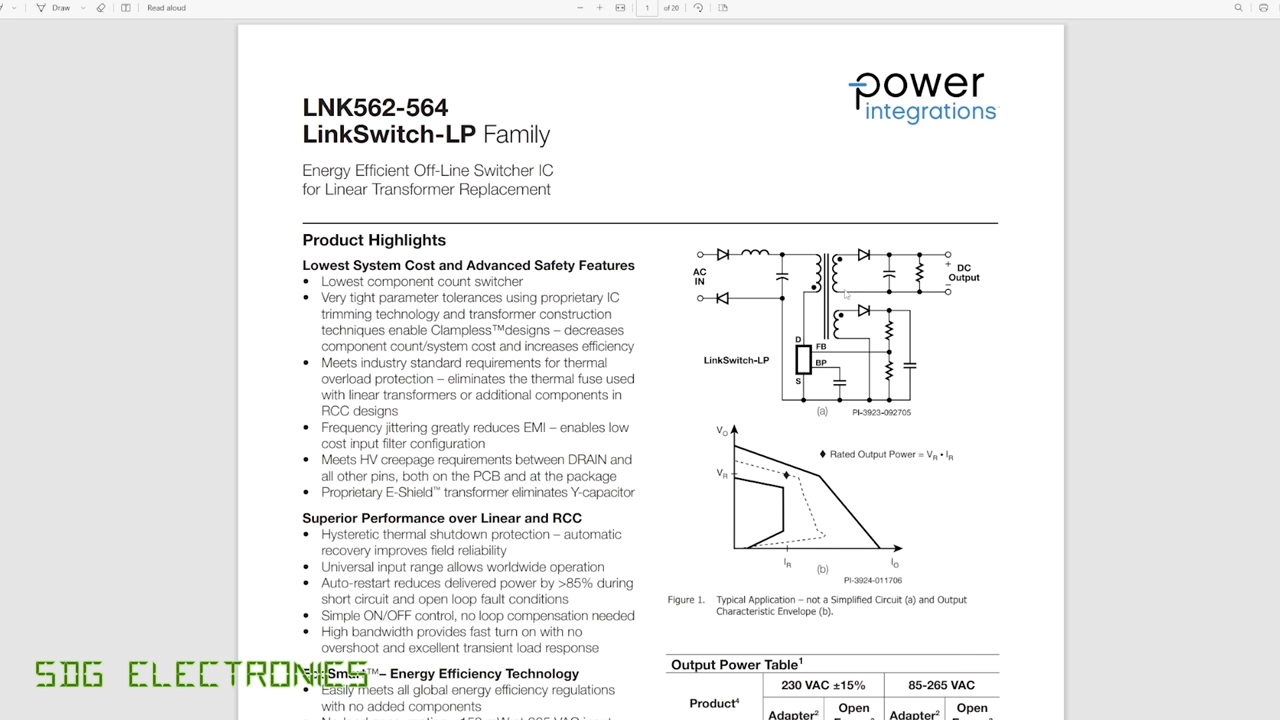 Draw
Read aloud
1
of 20
power
integrations
LNK562-564
LinkSwitch-LP Family
Energy Efficient Off-Line Switcher IC
for Linear Transformer Replacement
Product Highlights
Lowest System Cost and Advanced Safety Features
• Lowest component count switcher
• Very tight parameter tolerances using proprietary IC
trimming technology and transformer construction
techniques enable Clampless™designs – decreases
component count/system cost and increases efficiency
• Meets industry standard requirements for thermal
overload protection – eliminates the thermal fuse used
with linear transformers or additional components in
RCC designs
• Frequency jittering greatly reduces EMI – enables low
cost input filter configuration
• Meets HV creepage requirements between DRAIN and
all other pins, both on the PCB and at the package
• Proprietary E-Shield™ transformer eliminates Y-capacitor
Superior Performance over Linear and RCC
• Hysteretic thermal shutdown protection – automatic
recovery improves field reliability
• Universal input range allows worldwide operation
• Auto-restart reduces delivered power by >85% during
short circuit and open loop fault conditions
• Simple ON/OFF control, no loop compensation needed
• High bandwidth provides fast turn on with no
overshoot and excellent transient load response
– Energy Efficiency Technology
• Easily meets all global energy efficiency regulations
with no added components
AC
IN
+
DC
Output
−
D
FB
BP
S
LinkSwitch-LP
(a)
PI-3923-092705
VO
VR
♦ Rated Output Power = VR • IR
IR
IO
(b)
PI-3924-011706
Figure 1. Typical Application – not a Simplified Circuit (a) and Output
Characteristic Envelope (b).
Output Power Table1
230 VAC ±15%
85-265 VAC
Product4
Adapter2
Open
Adapter2
Open
SDG ELECTRONICS